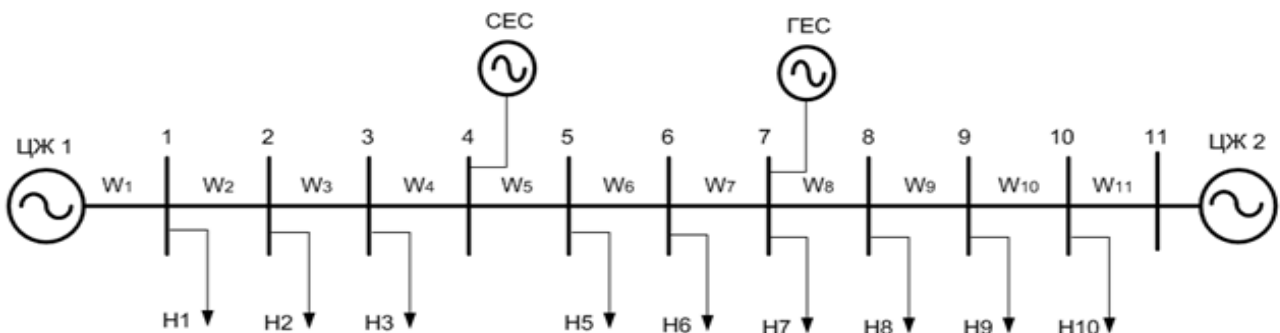 СЕС ГЕС
1 2 3 4 5 6 7 8 9 10 11
ЦЖ 1 ЦЖ 2
W1 W2 W3 W4 W5 W6 W7 W8 W9 W10 W11
Н1 Н2 Н3 Н5 Н6 Н7 Н8 Н9 Н10